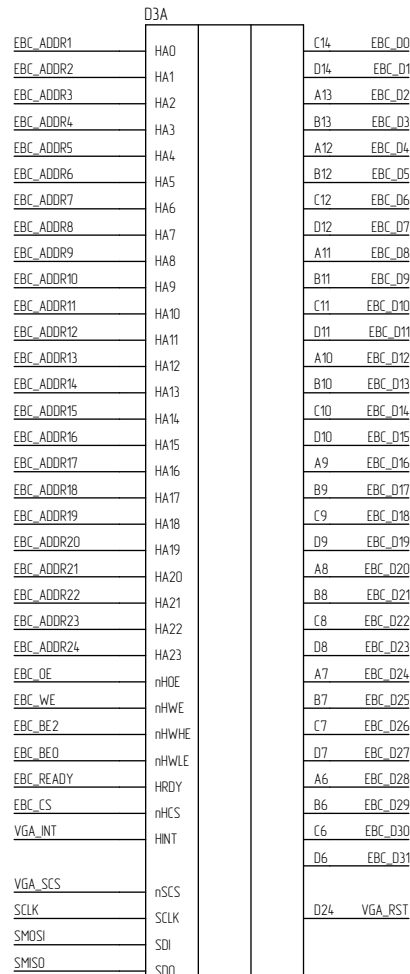 D3A
EBC_ADDR1 HA0 C14 EBC_D0
EBC_ADDR2 HA1 D14 EBC_D1
EBC_ADDR3 HA2 A13 EBC_D2
EBC_ADDR4 HA3 B13 EBC_D3
EBC_ADDR5 HA4 A12 EBC_D4
EBC_ADDR6 HA5 B12 EBC_D5
EBC_ADDR7 HA6 C12 EBC_D6
EBC_ADDR8 HA7 D12 EBC_D7
EBC_ADDR9 HA8 A11 EBC_D8
EBC_ADDR10 HA9 B11 EBC_D9
EBC_ADDR11 HA10 C11 EBC_D10
EBC_ADDR12 HA11 D11 EBC_D11
EBC_ADDR13 HA12 A10 EBC_D12
EBC_ADDR14 HA13 B10 EBC_D13
EBC_ADDR15 HA14 C10 EBC_D14
EBC_ADDR16 HA15 D10 EBC_D15
EBC_ADDR17 HA16 A9 EBC_D16
EBC_ADDR18 HA17 B9 EBC_D17
EBC_ADDR19 HA18 C9 EBC_D18
EBC_ADDR20 HA19 D9 EBC_D19
EBC_ADDR21 HA20 A8 EBC_D20
EBC_ADDR22 HA21 B8 EBC_D21
EBC_ADDR23 HA22 C8 EBC_D22
EBC_ADDR24 HA23 D8 EBC_D23
EBC_OE nHOE A7 EBC_D24
EBC_WE nHWE B7 EBC_D25
EBC_BE2 nHWHE C7 EBC_D26
EBC_BE0 nHWLE D7 EBC_D27
EBC_READY HRDY A6 EBC_D28
EBC_CS nHCS B6 EBC_D29
VGA_INT HINT C6 EBC_D30
D6 EBC_D31
VGA_SCS nSCS
SCLK SCLK D24 VGA_RST
SMOSI SDI
SMISO SDO